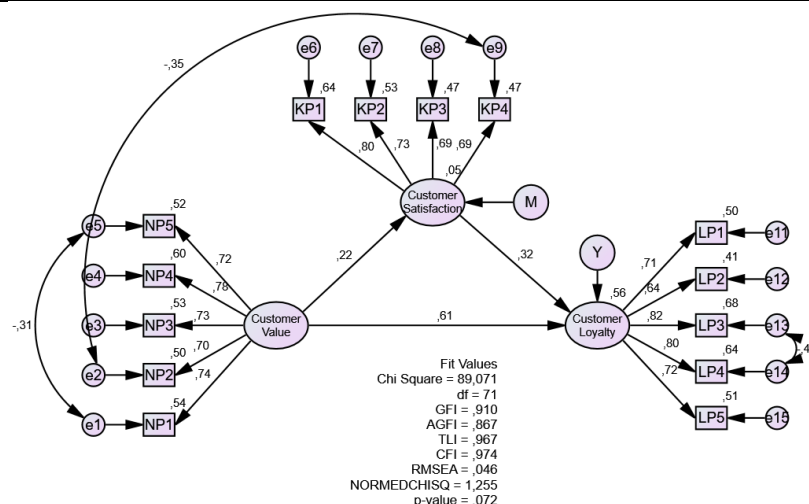 -,35
e6 e7 e8 e9
,64 ,53 ,47 ,47
KP1 KP2 KP3 KP4
,80 ,73 ,69 ,69
,05
Customer
Satisfaction
M
,52
e5 NP5
,60
e4 NP4
,53
e3 NP3
,50
e2 NP2
,54
e1 NP1
-,31
,72
,78
,73
,70
,74
Customer
Value
,22
,61
,32
Y
,56
Customer
Loyalty
,71
,64
,82
,80
,72
,50
LP1 e11
,41
LP2 e12
,68
LP3 e13
,64
LP4 e14
,51
LP5 e15
-,4
Fit Values
Chi Square = 89,071
df = 71
GFI = ,910
AGFI = ,867
TLI = ,967
CFI = ,974
RMSEA = ,046
NORMEDCHISQ = 1,255
p-value = ,072